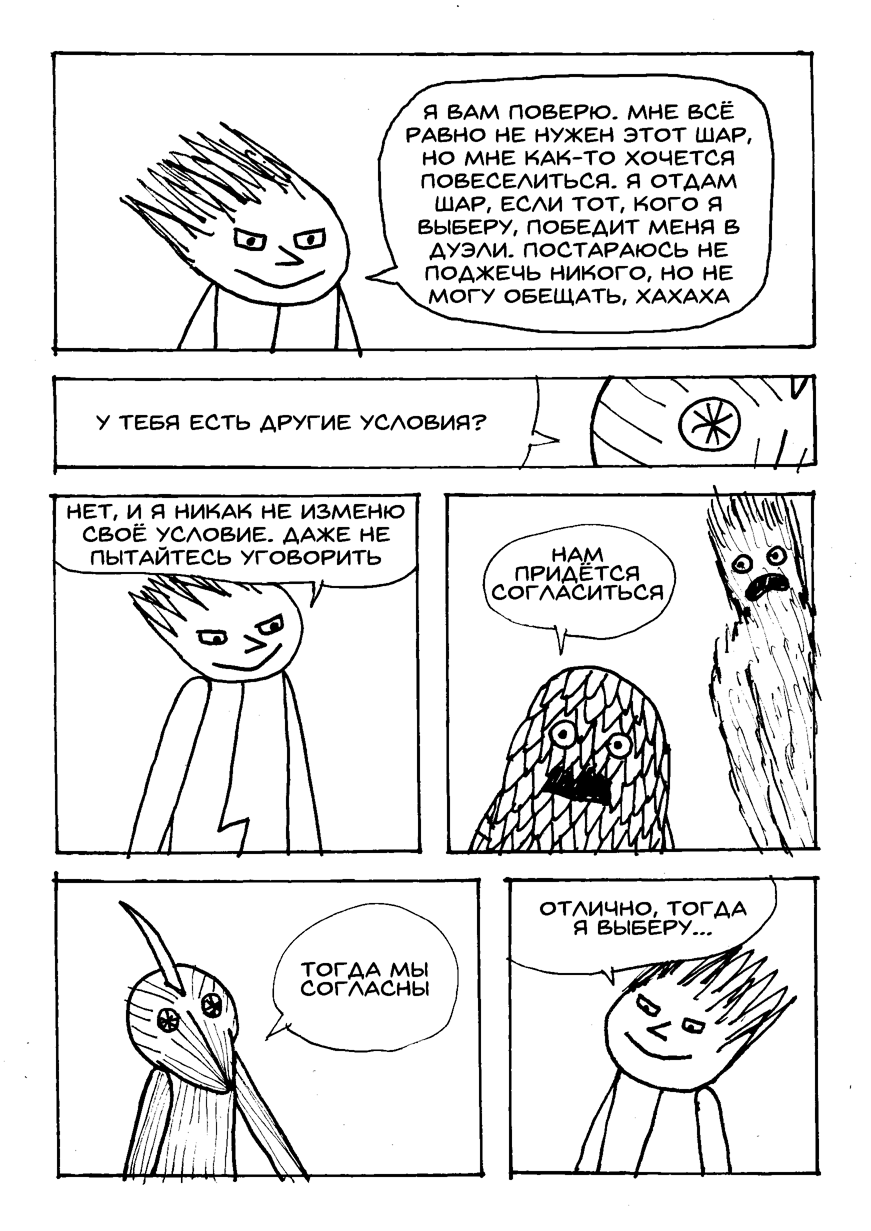 Я ВАМ ПОВЕРЮ. МНЕ ВСЁ
РАВНО НЕ НУЖЕН ЭТОТ ШАР,
НО МНЕ КАК-ТО ХОЧЕТСЯ
ПОВЕСЕЛИТЬСЯ. Я ОТДАМ
ШАР, ЕСЛИ ТОТ, КОГО Я
ВЫБЕРУ, ПОБЕДИТ МЕНЯ В
ДУЭЛИ. ПОСТАРАЮСЬ НЕ
ПОДЖЕЧЬ НИКОГО, НО НЕ
МОГУ ОБЕЩАТЬ, ХАХАХА
У ТЕБЯ ЕСТЬ ДРУГИЕ УСЛОВИЯ?
НЕТ, И Я НИКАК НЕ ИЗМЕНЮ
СВОЁ УСЛОВИЕ. ДАЖЕ НЕ
ПЫТАЙТЕСЬ УГОВОРИТЬ
НАМ
ПРИДЁТСЯ
СОГЛАСИТЬСЯ
ТОГДА МЫ
СОГЛАСНЫ
ОТЛИЧНО, ТОГДА
Я ВЫБЕРУ...